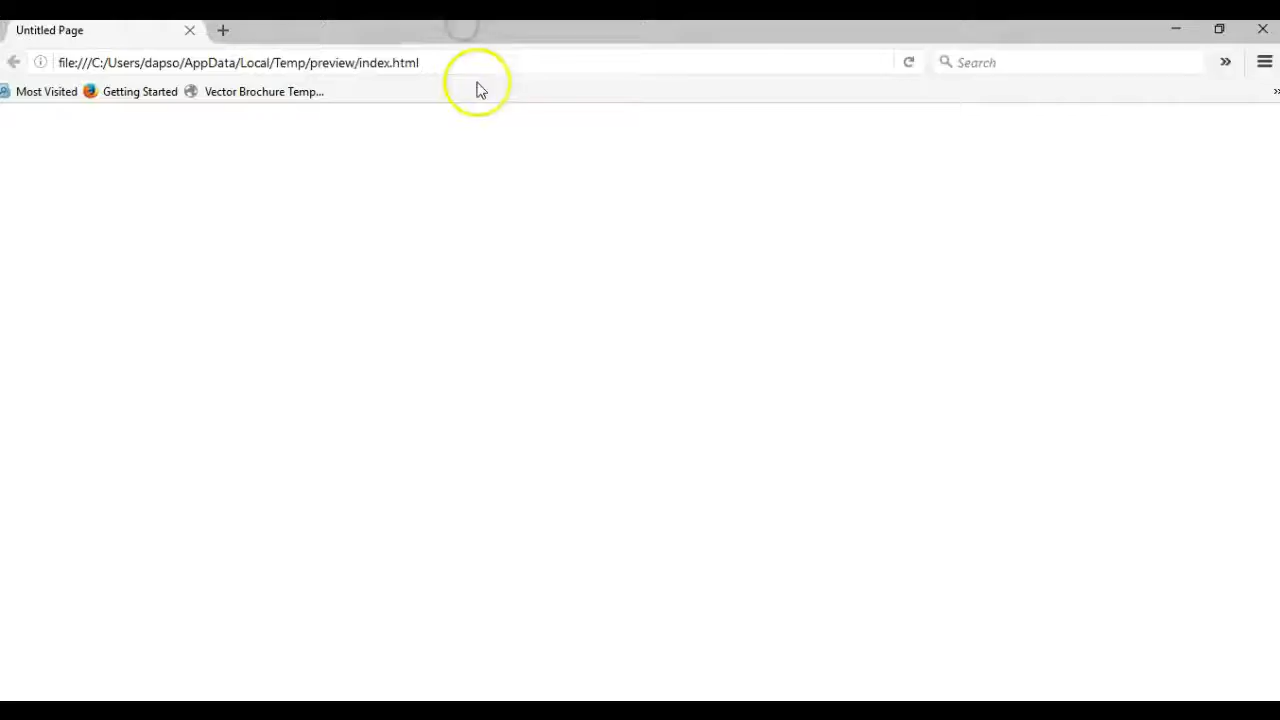 Untitled Page
file:///C:/Users/dapso/AppData/Local/Temp/preview/index.html
Search
Most Visited Getting Started Vector Brochure Temp...